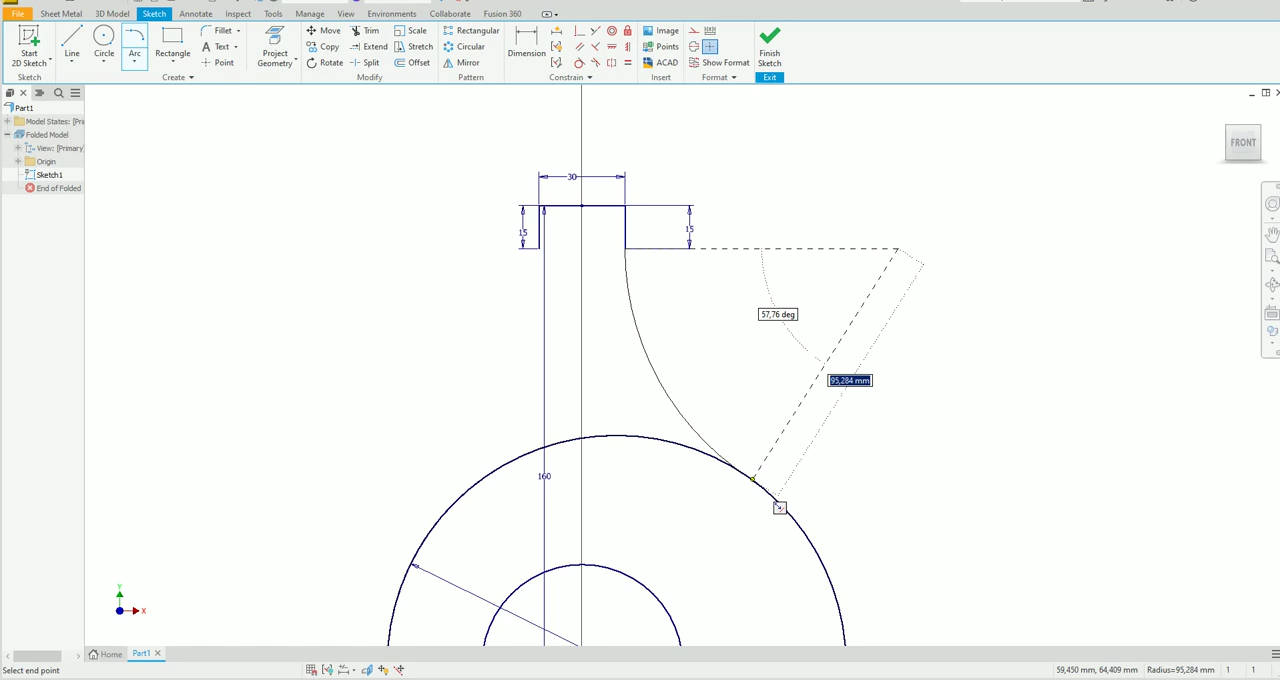 File Sheet Metal 3D Model Sketch Annotate Inspect Tools Manage View Environments Collaborate Fusion 360
Start
2D Sketch
Line
Circle
Arc
Rectangle
Fillet
Text
Point
Project
Geometry
Move
Copy
Rotate
Trim
Extend
Split
Scale
Stretch
Offset
Rectangular
Circular
Mirror
Dimension
Image
Points
ACAD
Show Format
Finish
Sketch
Sketch
Create
Modify
Pattern
Constrain
Insert
Format
Exit
Part1
Model States: [Pri
Folded Model
View: [Primary]
Origin
Sketch1
End of Folded
FRONT
30
15
15
57,76 deg
95,284 mm
160
Y
X
Home
Part1
Select end point
59,450 mm, 64,409 mm
Radius=95,284 mm
1
1